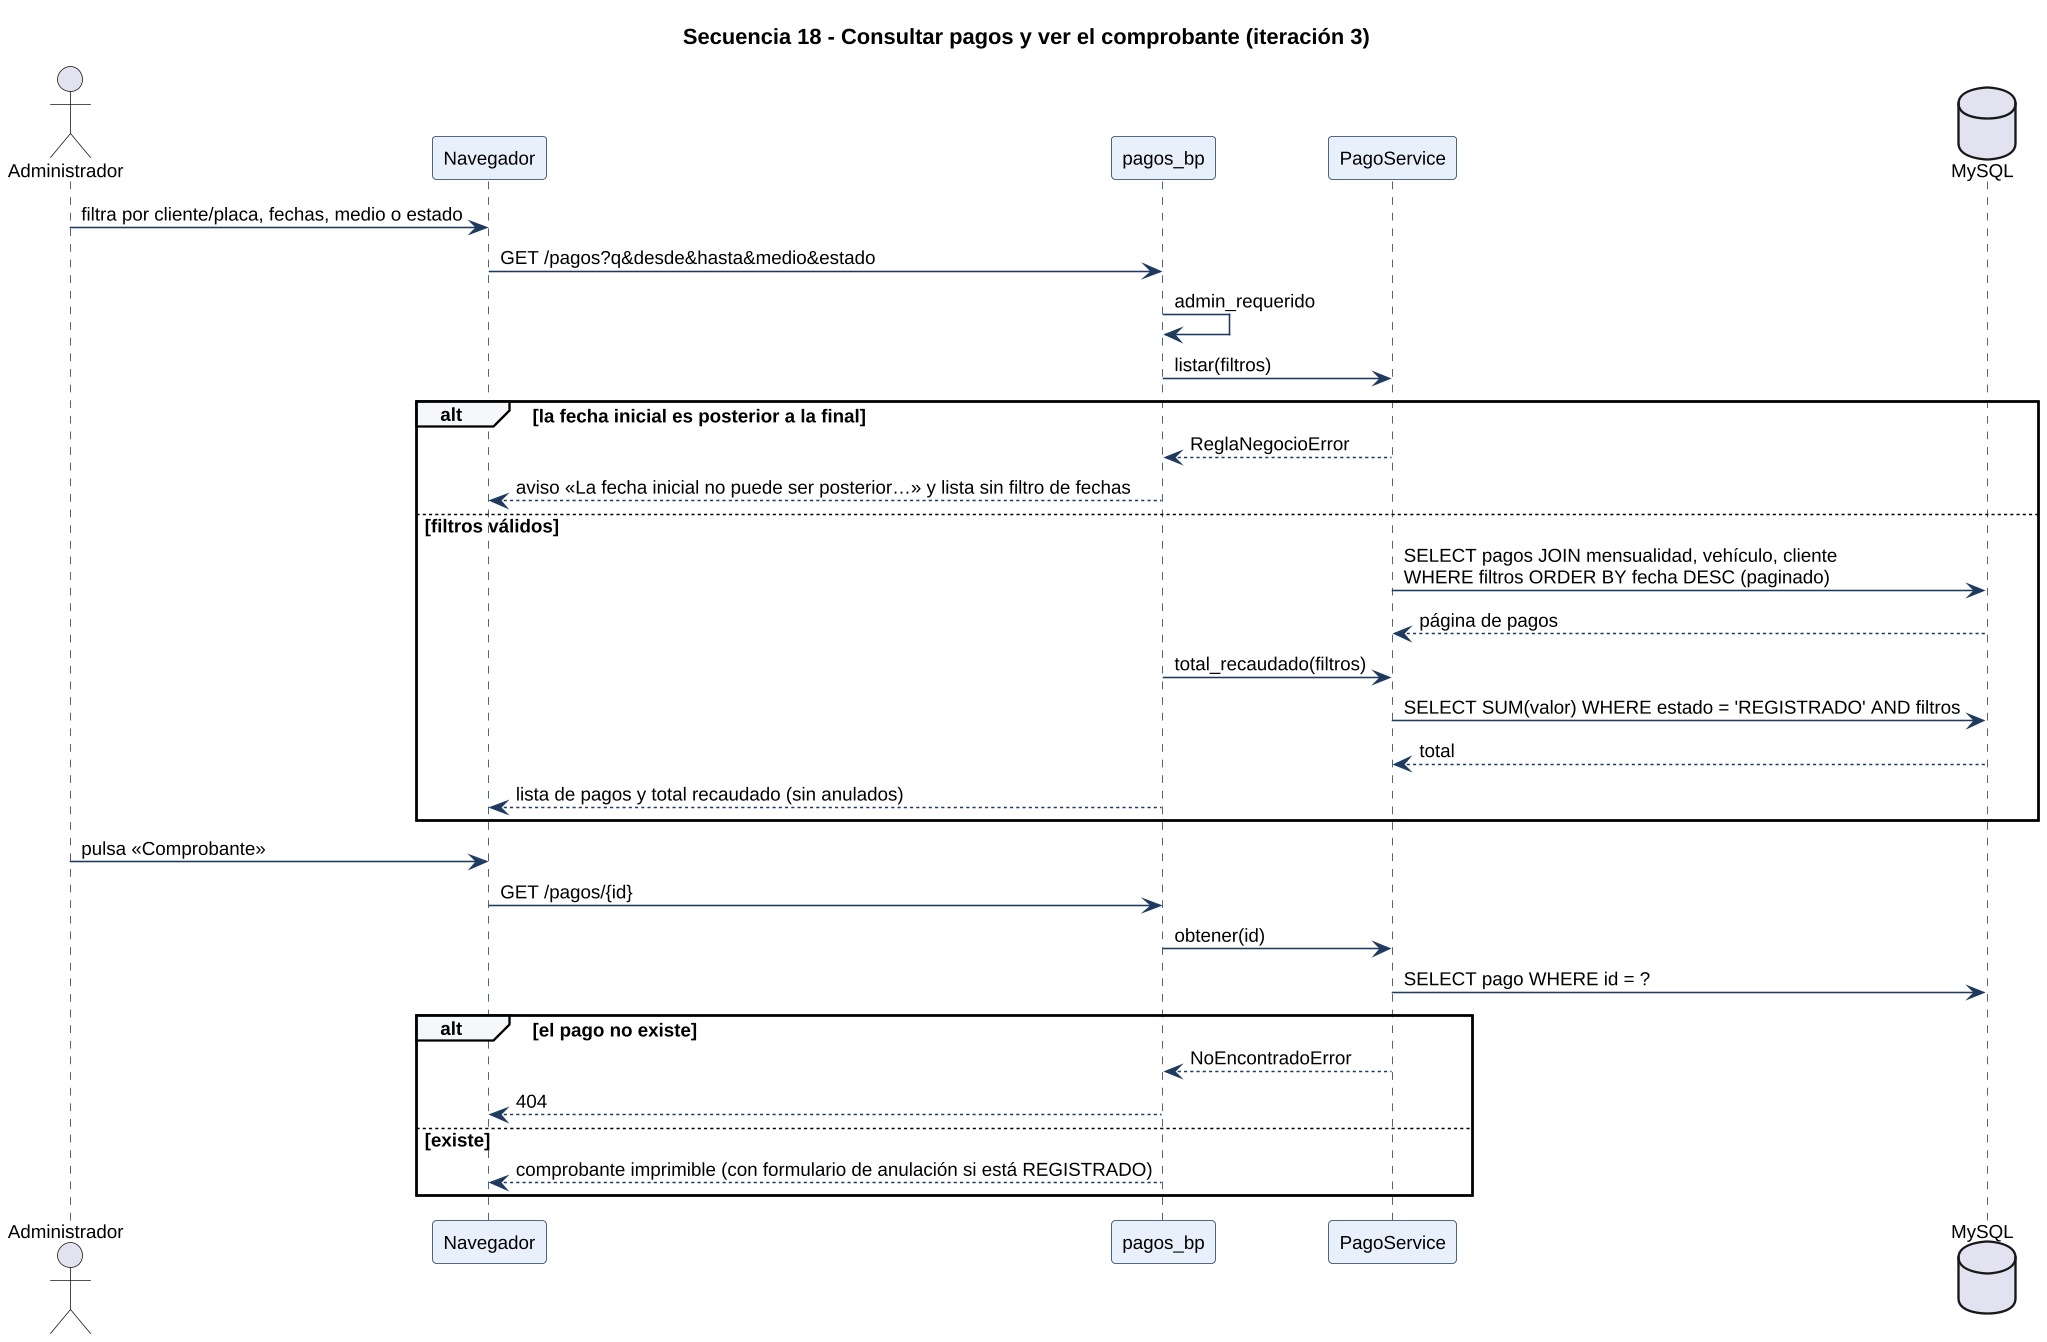 Secuencia 18 - Consultar pagos y ver el comprobante (iteración 3)
Administrador
Navegador
pagos_bp
PagoService
MySQL
filtra por cliente/placa, fechas, medio o estado
GET /pagos?q&desde&hasta&medio&estado
admin_requerido
listar(filtros)
alt
[la fecha inicial es posterior a la final]
ReglaNegocioError
aviso «La fecha inicial no puede ser posterior…» y lista sin filtro de fechas
[filtros válidos]
SELECT pagos JOIN mensualidad, vehículo, cliente
WHERE filtros ORDER BY fecha DESC (paginado)
página de pagos
total_recaudado(filtros)
SELECT SUM(valor) WHERE estado = 'REGISTRADO' AND filtros
total
lista de pagos y total recaudado (sin anulados)
pulsa «Comprobante»
GET /pagos/{id}
obtener(id)
SELECT pago WHERE id = ?
alt
[el pago no existe]
NoEncontradoError
404
[existe]
comprobante imprimible (con formulario de anulación si está REGISTRADO)
Administrador
Navegador
pagos_bp
PagoService
MySQL